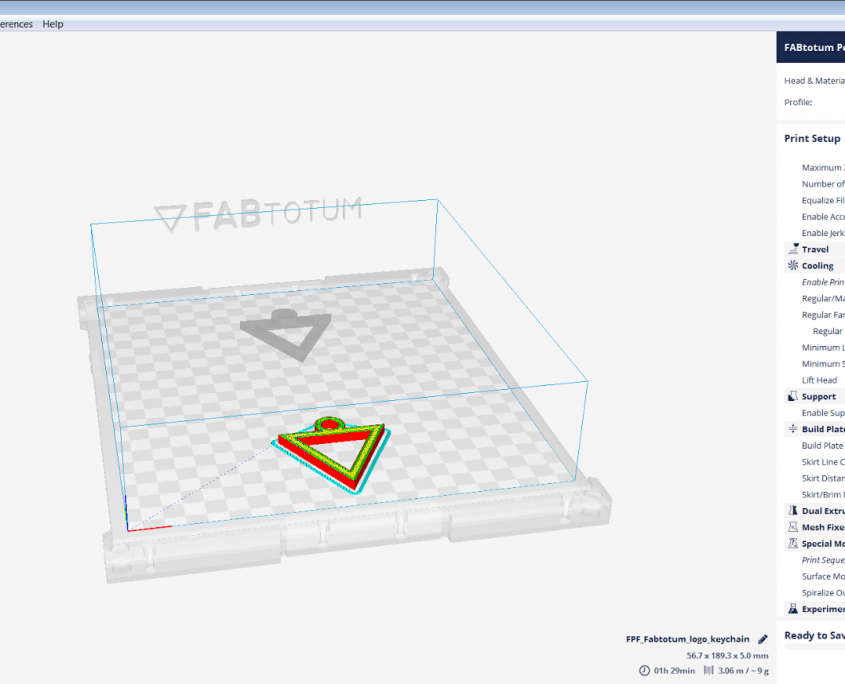 erences Help
FABtotum Pe
Head & Materia
Profile:
Print Setup
Maximum Z
Number of
Equalize Fil
Enable Acce
Enable Jerk
Travel
Cooling
Enable Prin
Regular/Ma
Regular Fan
Regular
Minimum L
Minimum S
Lift Head
Support
Enable Sup
Build Plate
Build Plate
Skirt Line C
Skirt Distan
Skirt/Brim M
Dual Extru
Mesh Fixe
Special Mo
Print Seque
Surface Mo
Spiralize Ou
Experimen
Ready to Sav
FABTOTUM
FPF_Fabtotum_logo_keychain
56.7 x 189.3 x 5.0 mm
01h 29min 3.06 m / ~ 9 g